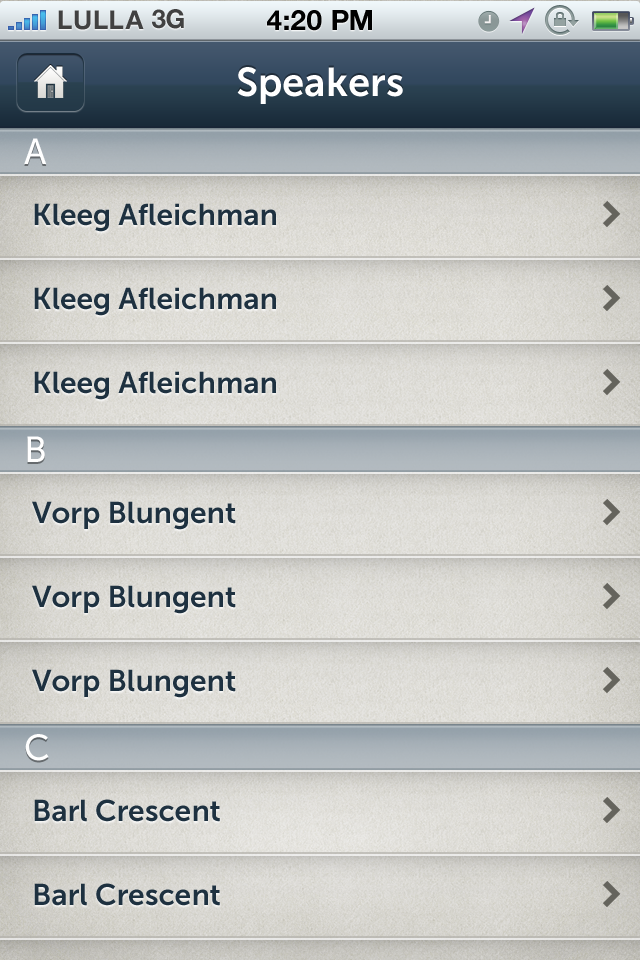 LULLA 3G 4:20 PM
Speakers
A
Kleeg Afleichman
Kleeg Afleichman
Kleeg Afleichman
B
Vorp Blungent
Vorp Blungent
Vorp Blungent
C
Barl Crescent
Barl Crescent